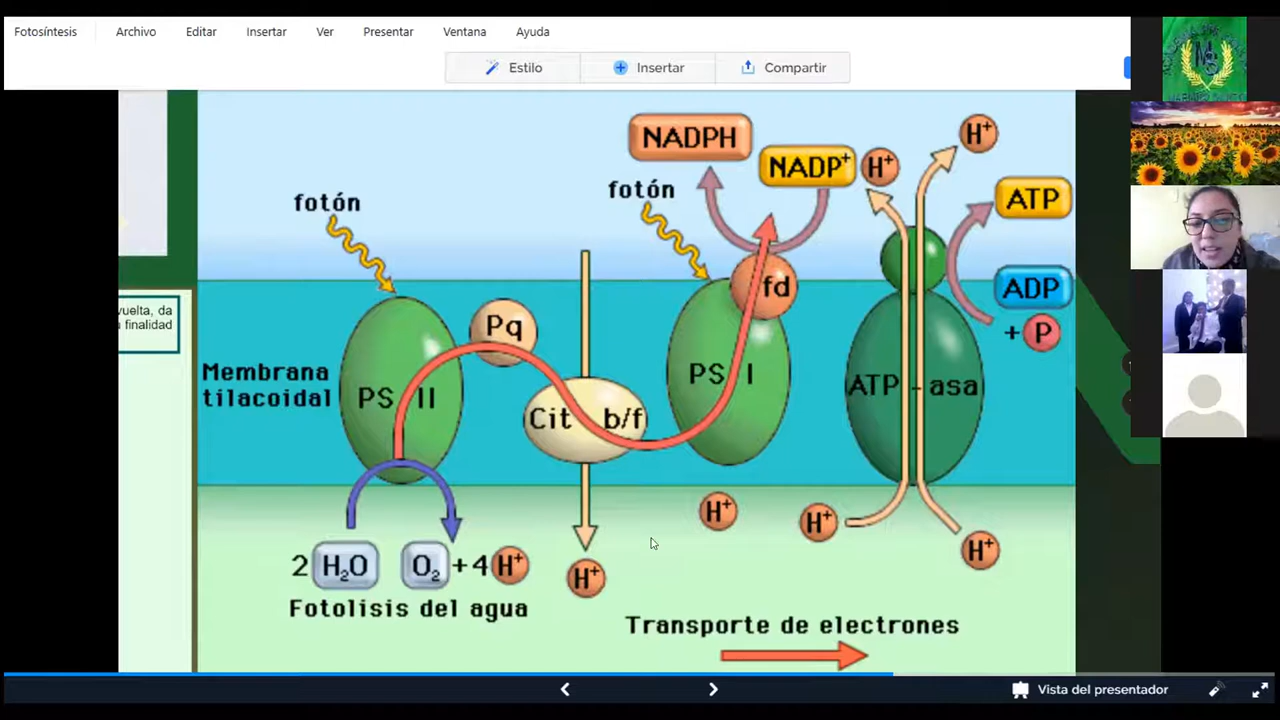 Fotosíntesis Archivo Editar Insertar Ver Presentar Ventana Ayuda
Estilo Insertar Compartir
vuelta, da
finalidad
NADPH
NADP+ H+
H+
ATP
ADP
+ P
fotón
fotón
fd
Pq
Membrana
tilacoidal
PS II
Cit b/f
PS I
ATP-asa
H+
H+
H+
2 H₂O O₂ +4 H+
H+
Fotolisis del agua
Transporte de electrones
Vista del presentador